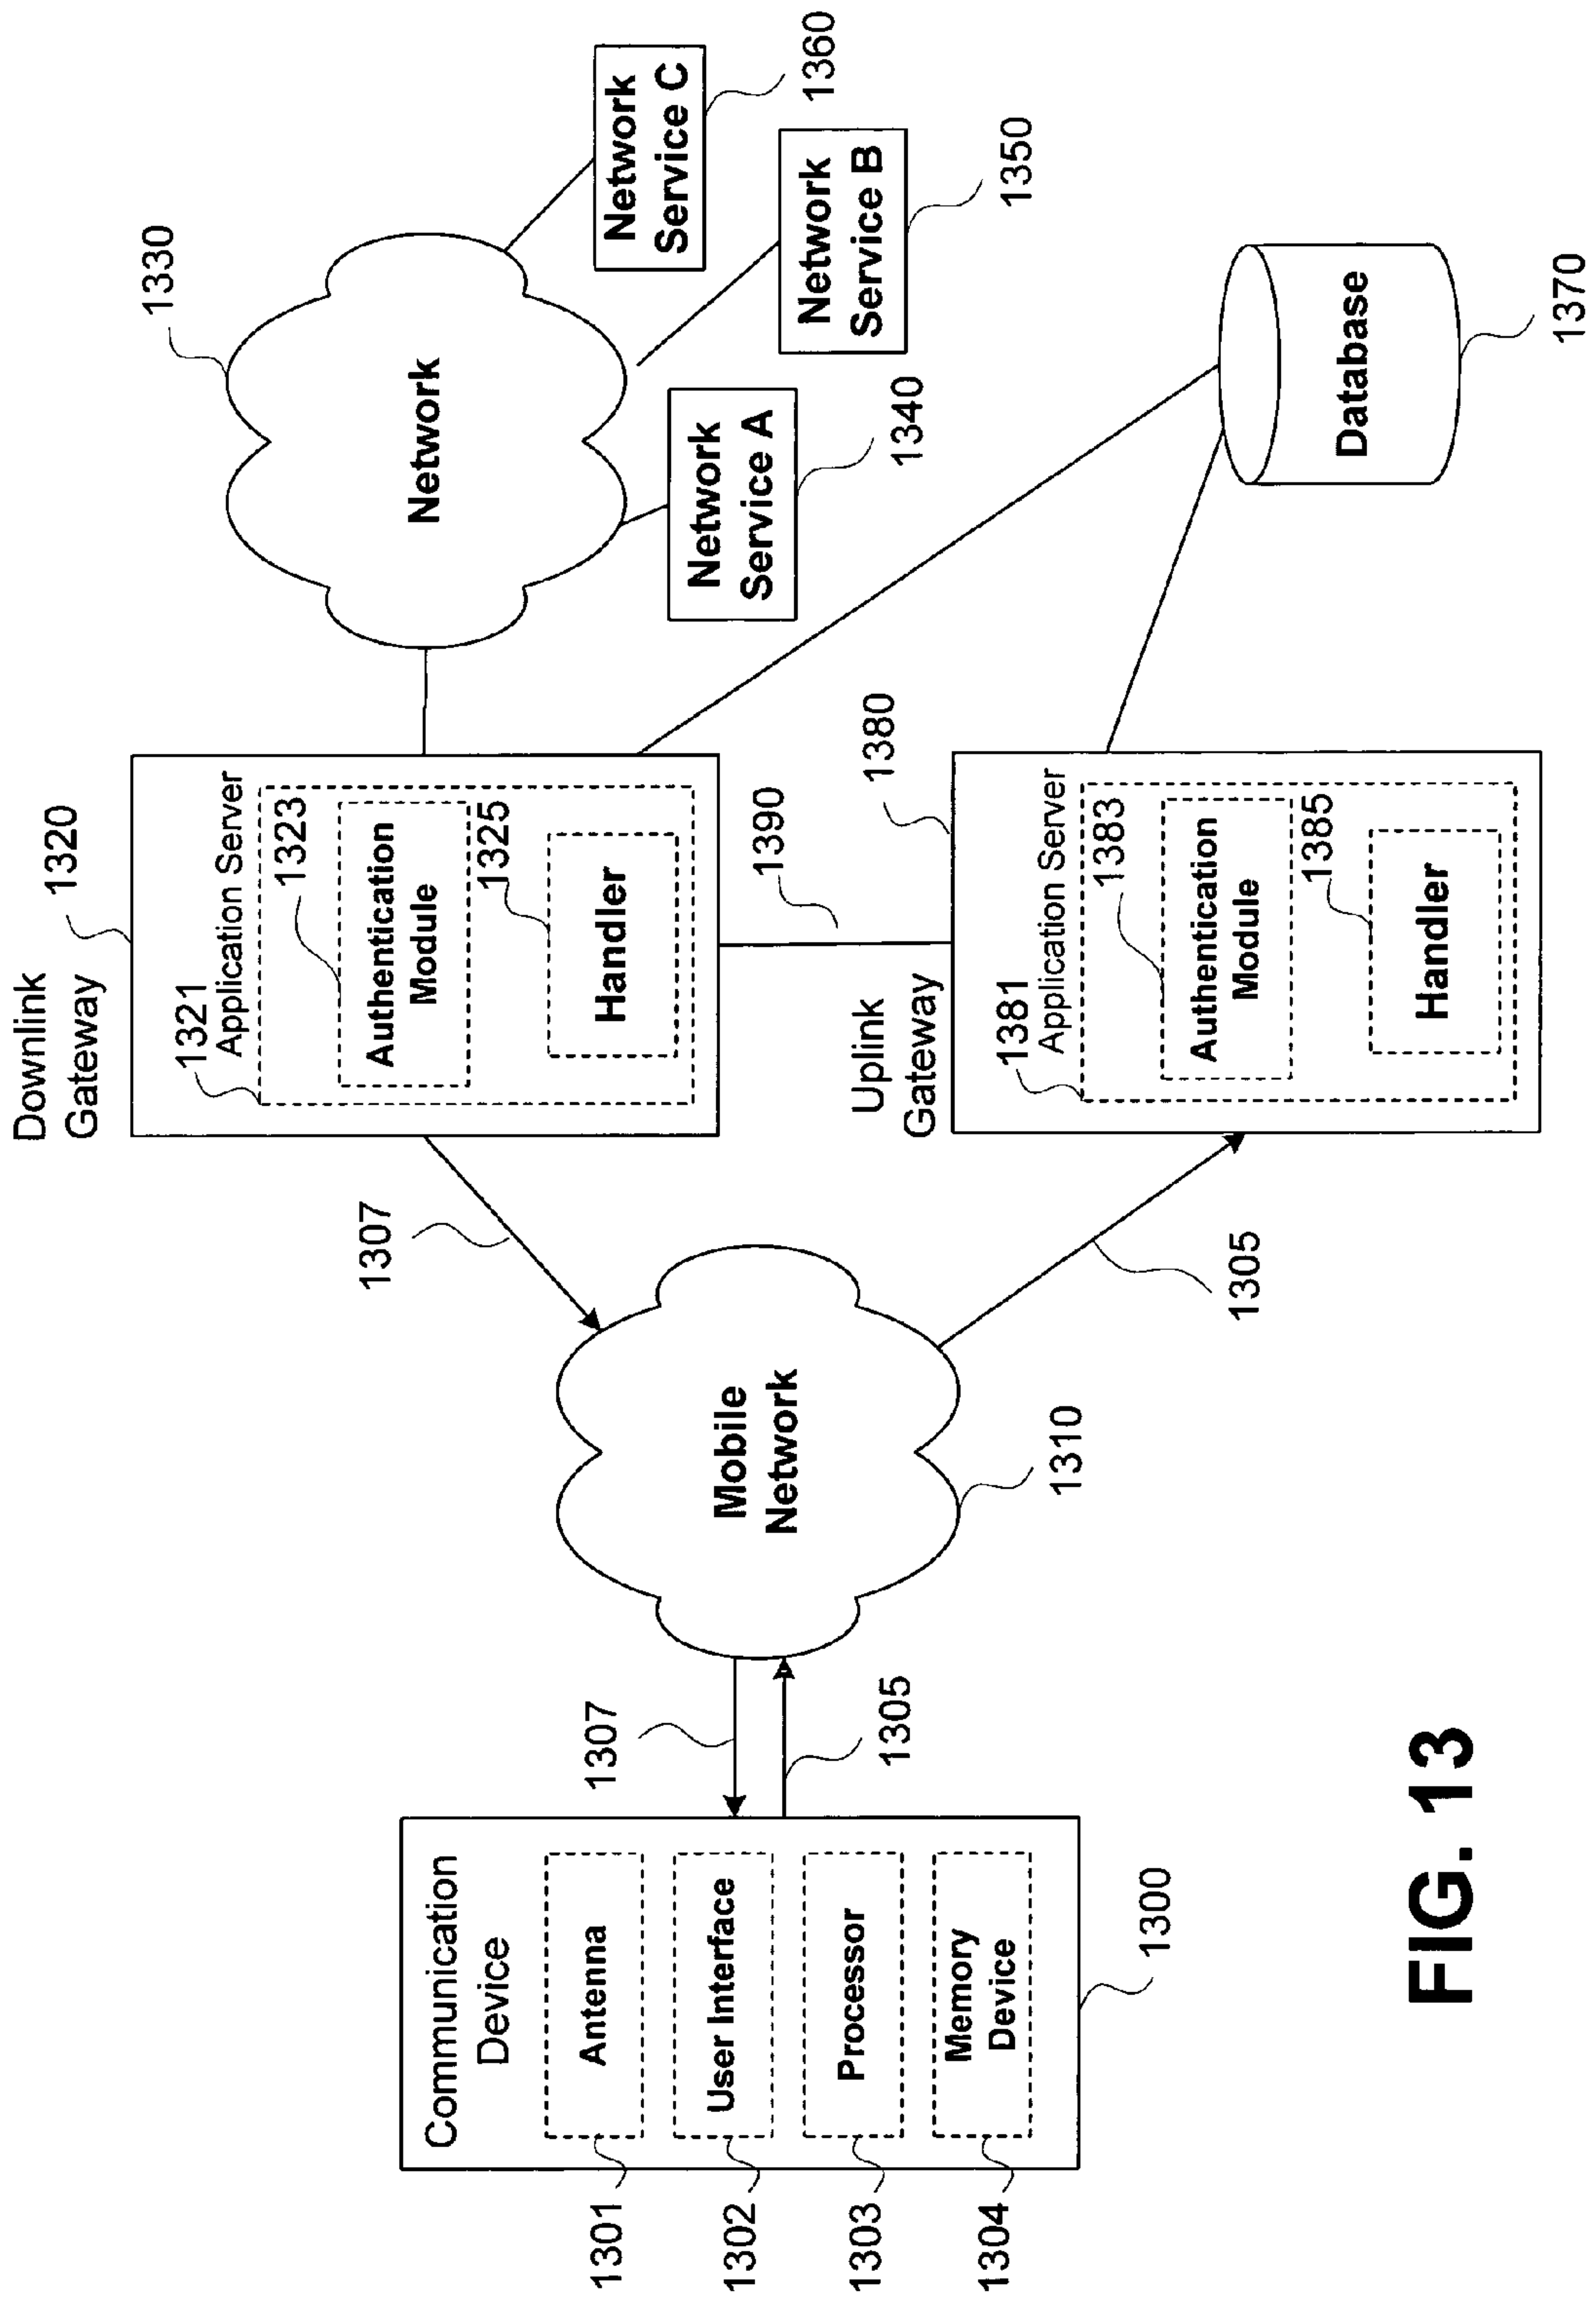 Downlink
Gateway
1320
1321
Application Server
1323
Authentication
Module
1325
Handler
1330
Network
Network
Service C
1360
Network
Service B
1350
Network
Service A
1340
1307
1390
1380
Uplink
Gateway
1381
Application Server
1383
Authentication
Module
1385
Handler
Database
1370
Mobile
Network
1310
1305
1307
1305
Communication
Device
Antenna
User Interface
Processor
Memory
Device
1301
1302
1303
1304
1300
FIG. 13